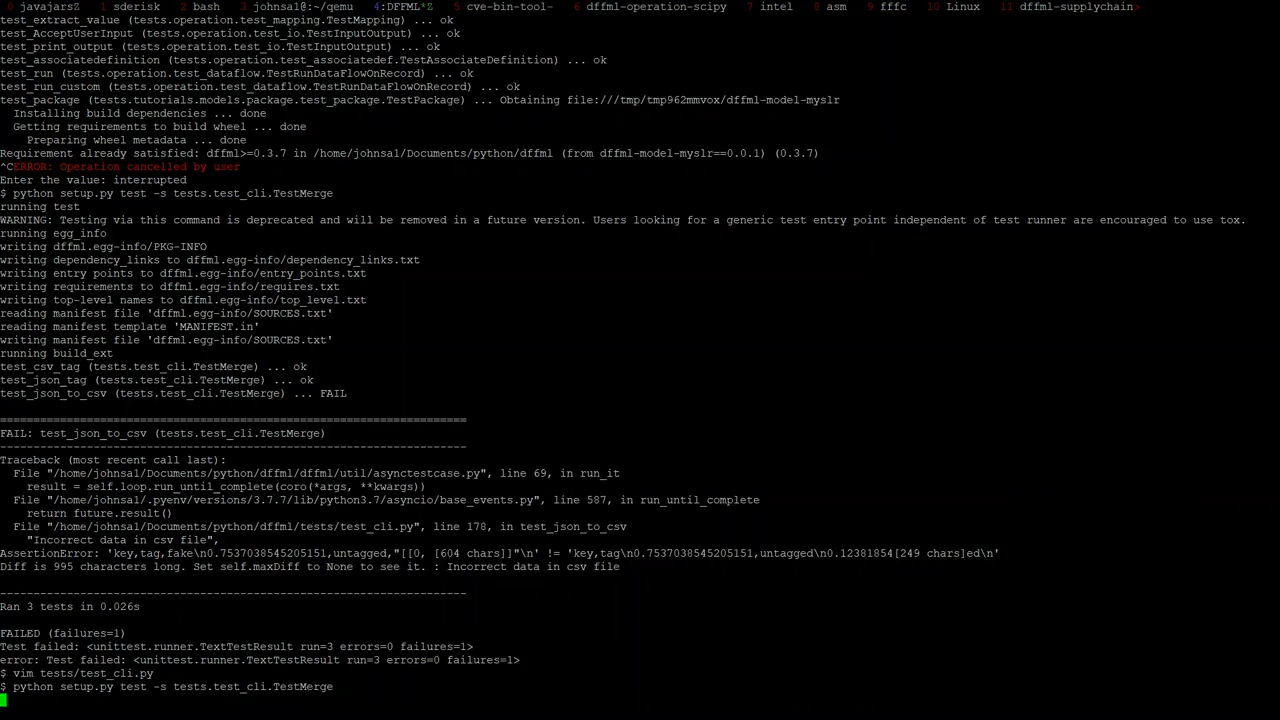 0 javajarsZ  1 sderisk  2 bash  3 johnsa1@:~/qemu  4:DFFML*Z  5 cve-bin-tool-  6 dffml-operation-scipy  7 intel  8 asm  9 fffc  10 Linux  11 dffml-supplychain>
test_extract_value (tests.operation.test_mapping.TestMapping) ... ok
test_AcceptUserInput (tests.operation.test_io.TestInputOutput) ... ok
test_print_output (tests.operation.test_io.TestInputOutput) ... ok
test_associatedefinition (tests.operation.test_associatedef.TestAssociateDefinition) ... ok
test_run (tests.operation.test_dataflow.TestRunDataFlowOnRecord) ... ok
test_run_custom (tests.operation.test_dataflow.TestRunDataFlowOnRecord) ... ok
test_package (tests.tutorials.models.package.test_package.TestPackage) ... Obtaining file:///tmp/tmp962mmvox/dffml-model-myslr
  Installing build dependencies ... done
  Getting requirements to build wheel ... done
    Preparing wheel metadata ... done
Requirement already satisfied: dffml>=0.3.7 in /home/johnsa1/Documents/python/dffml (from dffml-model-myslr==0.0.1) (0.3.7)
^CERROR: Operation cancelled by user
Enter the value: interrupted
$ python setup.py test -s tests.test_cli.TestMerge
running test
WARNING: Testing via this command is deprecated and will be removed in a future version. Users looking for a generic test entry point independent of test runner are encouraged to use tox.
running egg_info
writing dffml.egg-info/PKG-INFO
writing dependency_links to dffml.egg-info/dependency_links.txt
writing entry points to dffml.egg-info/entry_points.txt
writing requirements to dffml.egg-info/requires.txt
writing top-level names to dffml.egg-info/top_level.txt
reading manifest file 'dffml.egg-info/SOURCES.txt'
reading manifest template 'MANIFEST.in'
writing manifest file 'dffml.egg-info/SOURCES.txt'
running build_ext
test_csv_tag (tests.test_cli.TestMerge) ... ok
test_json_tag (tests.test_cli.TestMerge) ... ok
test_json_to_csv (tests.test_cli.TestMerge) ... FAIL
======================================================================
FAIL: test_json_to_csv (tests.test_cli.TestMerge)
----------------------------------------------------------------------
Traceback (most recent call last):
  File "/home/johnsa1/Documents/python/dffml/dffml/util/asynctestcase.py", line 69, in run_it
    result = self.loop.run_until_complete(coro(*args, **kwargs))
  File "/home/johnsa1/.pyenv/versions/3.7.7/lib/python3.7/asyncio/base_events.py", line 587, in run_until_complete
    return future.result()
  File "/home/johnsa1/Documents/python/dffml/tests/test_cli.py", line 178, in test_json_to_csv
    "Incorrect data in csv file",
AssertionError: 'key,tag,fake\n0.7537038545205151,untagged,"[[0, [604 chars]]"\n' != 'key,tag\n0.7537038545205151,untagged\n0.12381854[249 chars]ed\n'
Diff is 995 characters long. Set self.maxDiff to None to see it. : Incorrect data in csv file
----------------------------------------------------------------------
Ran 3 tests in 0.026s
FAILED (failures=1)
Test failed: <unittest.runner.TextTestResult run=3 errors=0 failures=1>
error: Test failed: <unittest.runner.TextTestResult run=3 errors=0 failures=1>
$ vim tests/test_cli.py
$ python setup.py test -s tests.test_cli.TestMerge